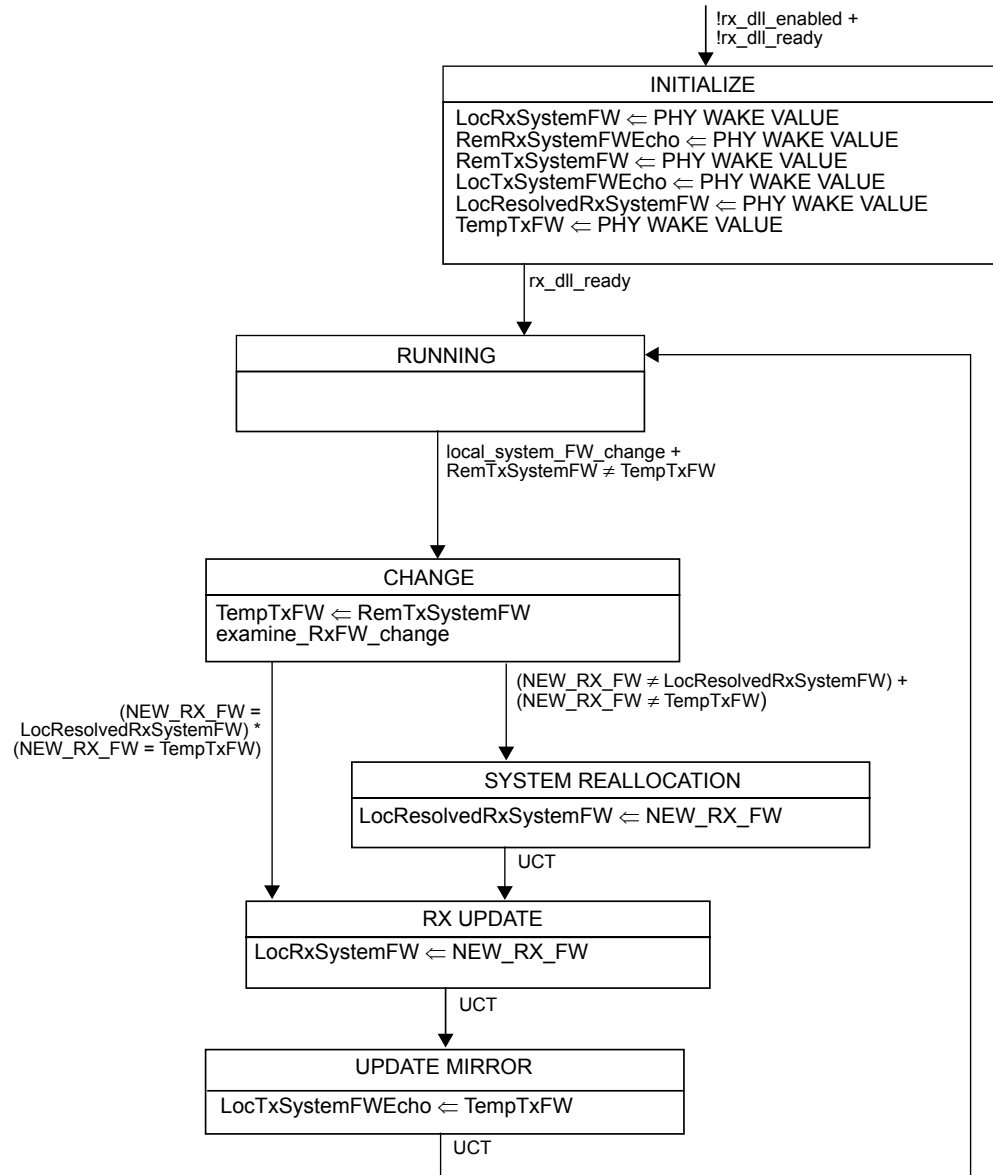 !rx_dll_enabled +
!rx_dll_ready
INITIALIZE
LocRxSystemFW ⇐ PHY WAKE VALUE
RemRxSystemFWEcho ⇐ PHY WAKE VALUE
RemTxSystemFW ⇐ PHY WAKE VALUE
LocTxSystemFWEcho ⇐ PHY WAKE VALUE
LocResolvedRxSystemFW ⇐ PHY WAKE VALUE
TempTxFW ⇐ PHY WAKE VALUE
rx_dll_ready
RUNNING
local_system_FW_change +
RemTxSystemFW ≠ TempTxFW
CHANGE
TempTxFW ⇐ RemTxSystemFW
examine_RxFW_change
(NEW_RX_FW =
LocResolvedRxSystemFW) *
(NEW_RX_FW = TempTxFW)
(NEW_RX_FW ≠ LocResolvedRxSystemFW) +
(NEW_RX_FW ≠ TempTxFW)
SYSTEM REALLOCATION
LocResolvedRxSystemFW ⇐ NEW_RX_FW
UCT
RX UPDATE
LocRxSystemFW ⇐ NEW_RX_FW
UCT
UPDATE MIRROR
LocTxSystemFWEcho ⇐ TempTxFW
UCT